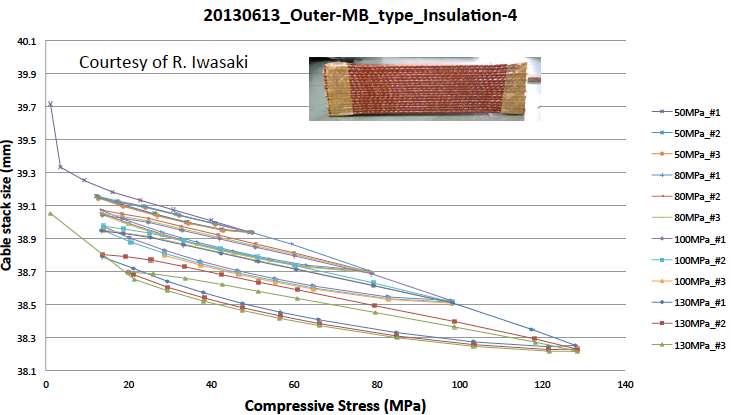 20130613_Outer-MB_type_Insulation-4
Courtesy of R. Iwasaki
Cable stack size (mm)
40.1
39.9
39.7
39.5
39.3
39.1
38.9
38.7
38.5
38.3
38.1
0 20 40 60 80 100 120 140
Compressive Stress (MPa)
50MPa_#1
50MPa_#2
50MPa_#3
80MPa_#1
80MPa_#2
80MPa_#3
100MPa_#1
100MPa_#2
100MPa_#3
130MPa_#1
130MPa_#2
130MPa_#3